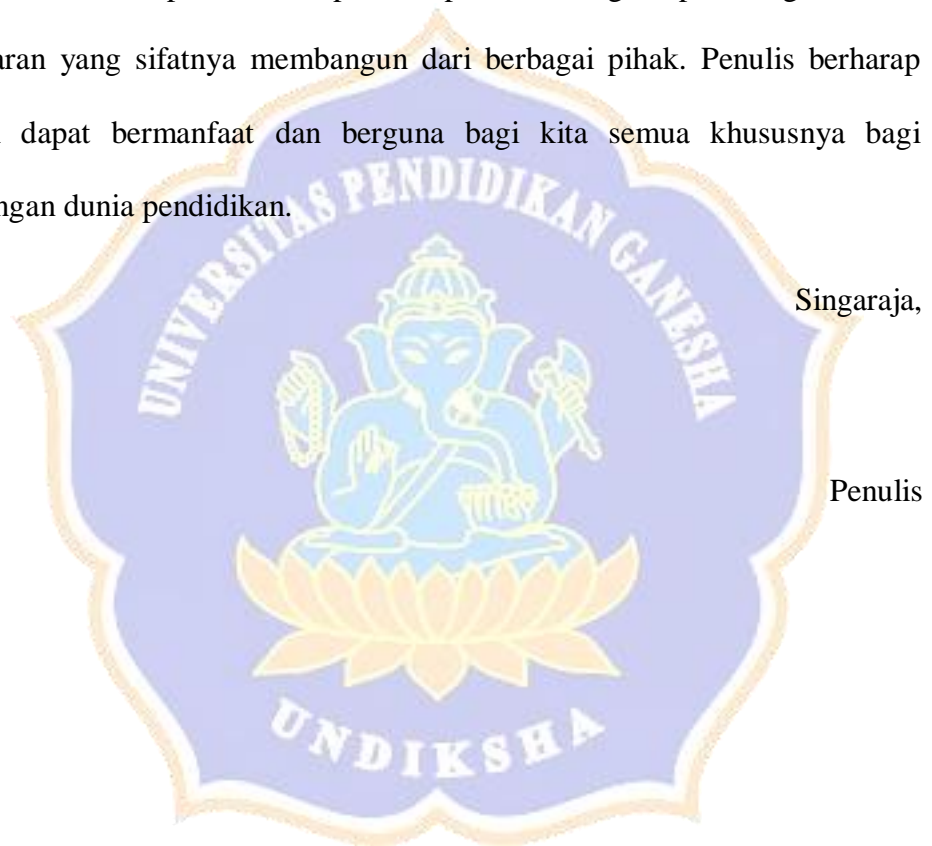 aran yang sifatnya membangun dari berbagai pihak. Penulis berharap
dapat bermanfaat dan berguna bagi kita semua khususnya bagi
ngan dunia pendidikan.
UNIVERSITAS PENDIDIKAN GANESHA
Singaraja,
Penulis
UNDIKSHA